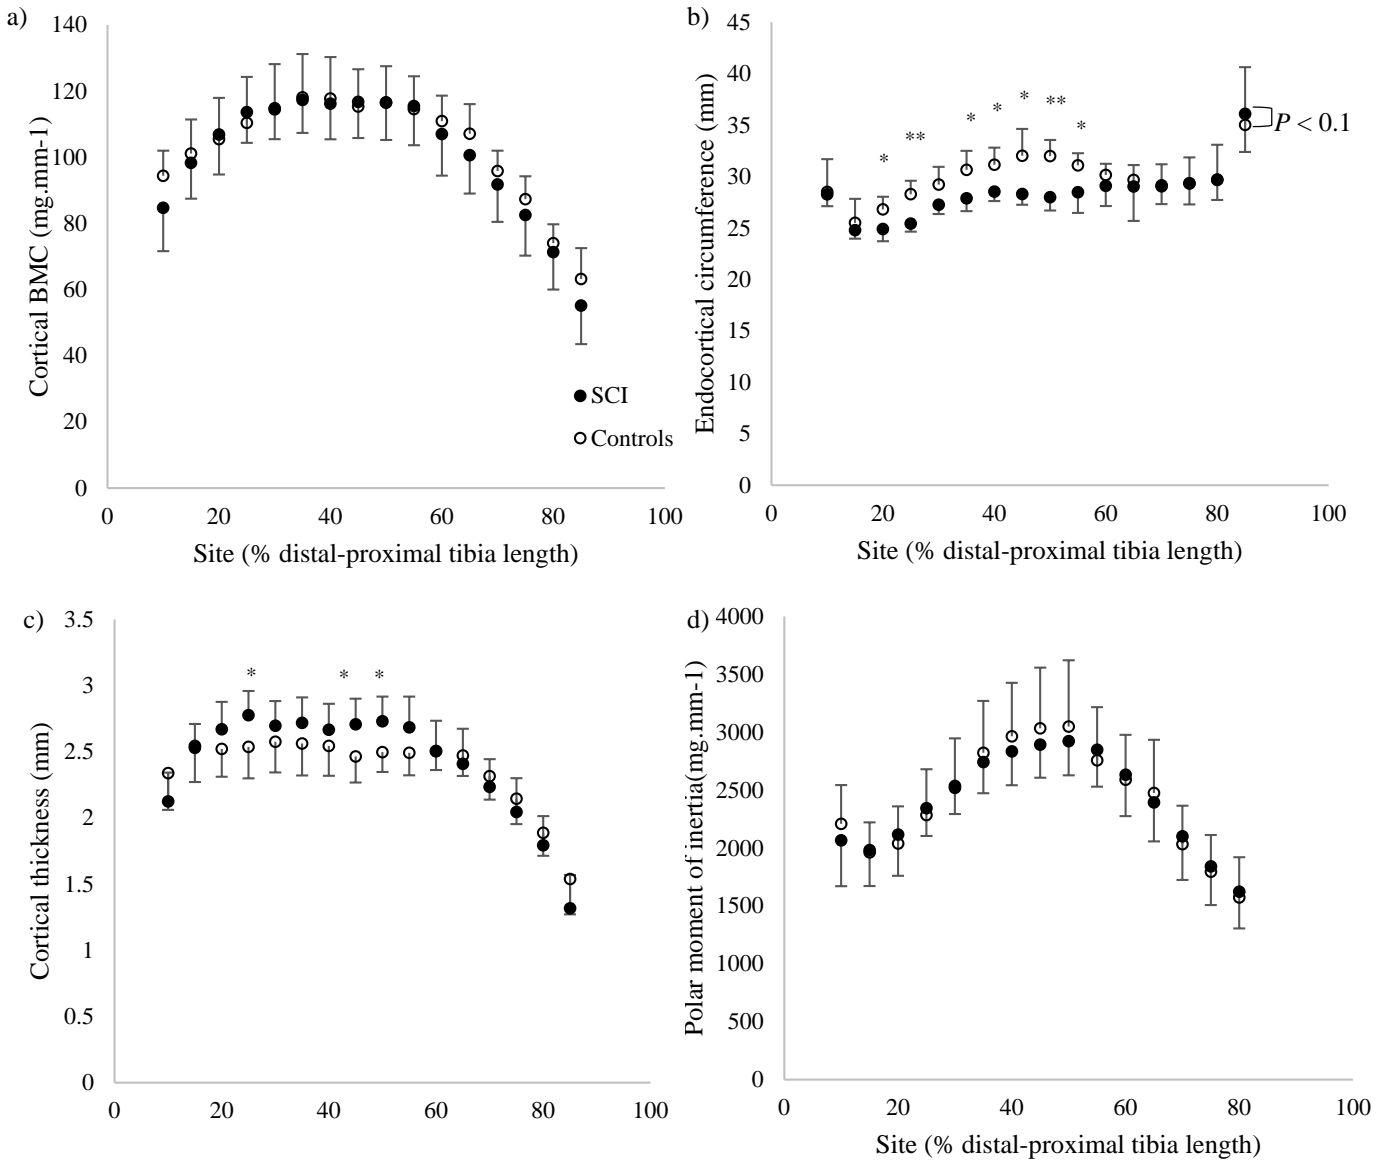 a)
140
120
100
80
60
40
20
0
Cortical BMC (mg.mm-1)
SCI
Controls
0 20 40 60 80 100
Site (% distal-proximal tibia length)
b)
45
40
35
30
25
20
15
10
5
0
Endocortical circumference (mm)
* ** * * * ** *
P < 0.1
0 20 40 60 80 100
Site (% distal-proximal tibia length)
c)
3.5
3
2.5
2
1.5
1
0.5
0
Cortical thickness (mm)
* * *
0 20 40 60 80 100
d)
4000
3500
3000
2500
2000
1500
1000
500
0
Polar moment of inertia(mg.mm-1)
0 20 40 60 80 100
Site (% distal-proximal tibia length)